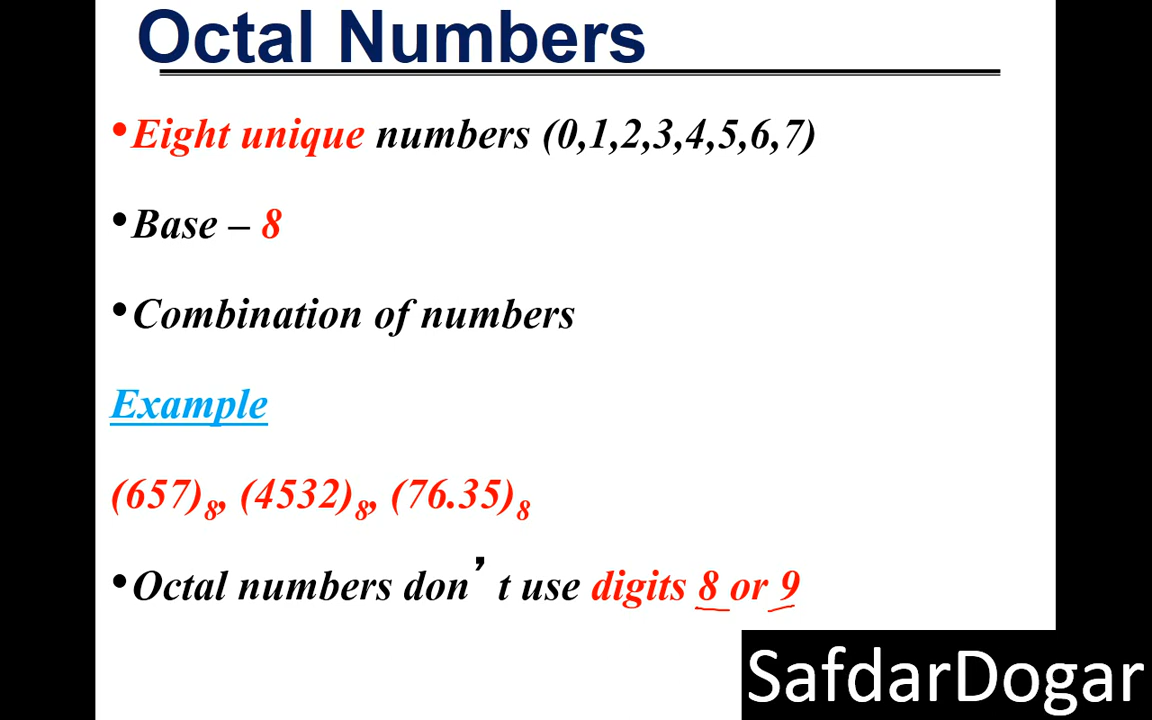 Octal Numbers
•Eight unique numbers (0,1,2,3,4,5,6,7)
•Base – 8
•Combination of numbers
Example
(657)₈, (4532)₈, (76.35)₈
•Octal numbers don’ t use digits 8 or 9
SafdarDogar